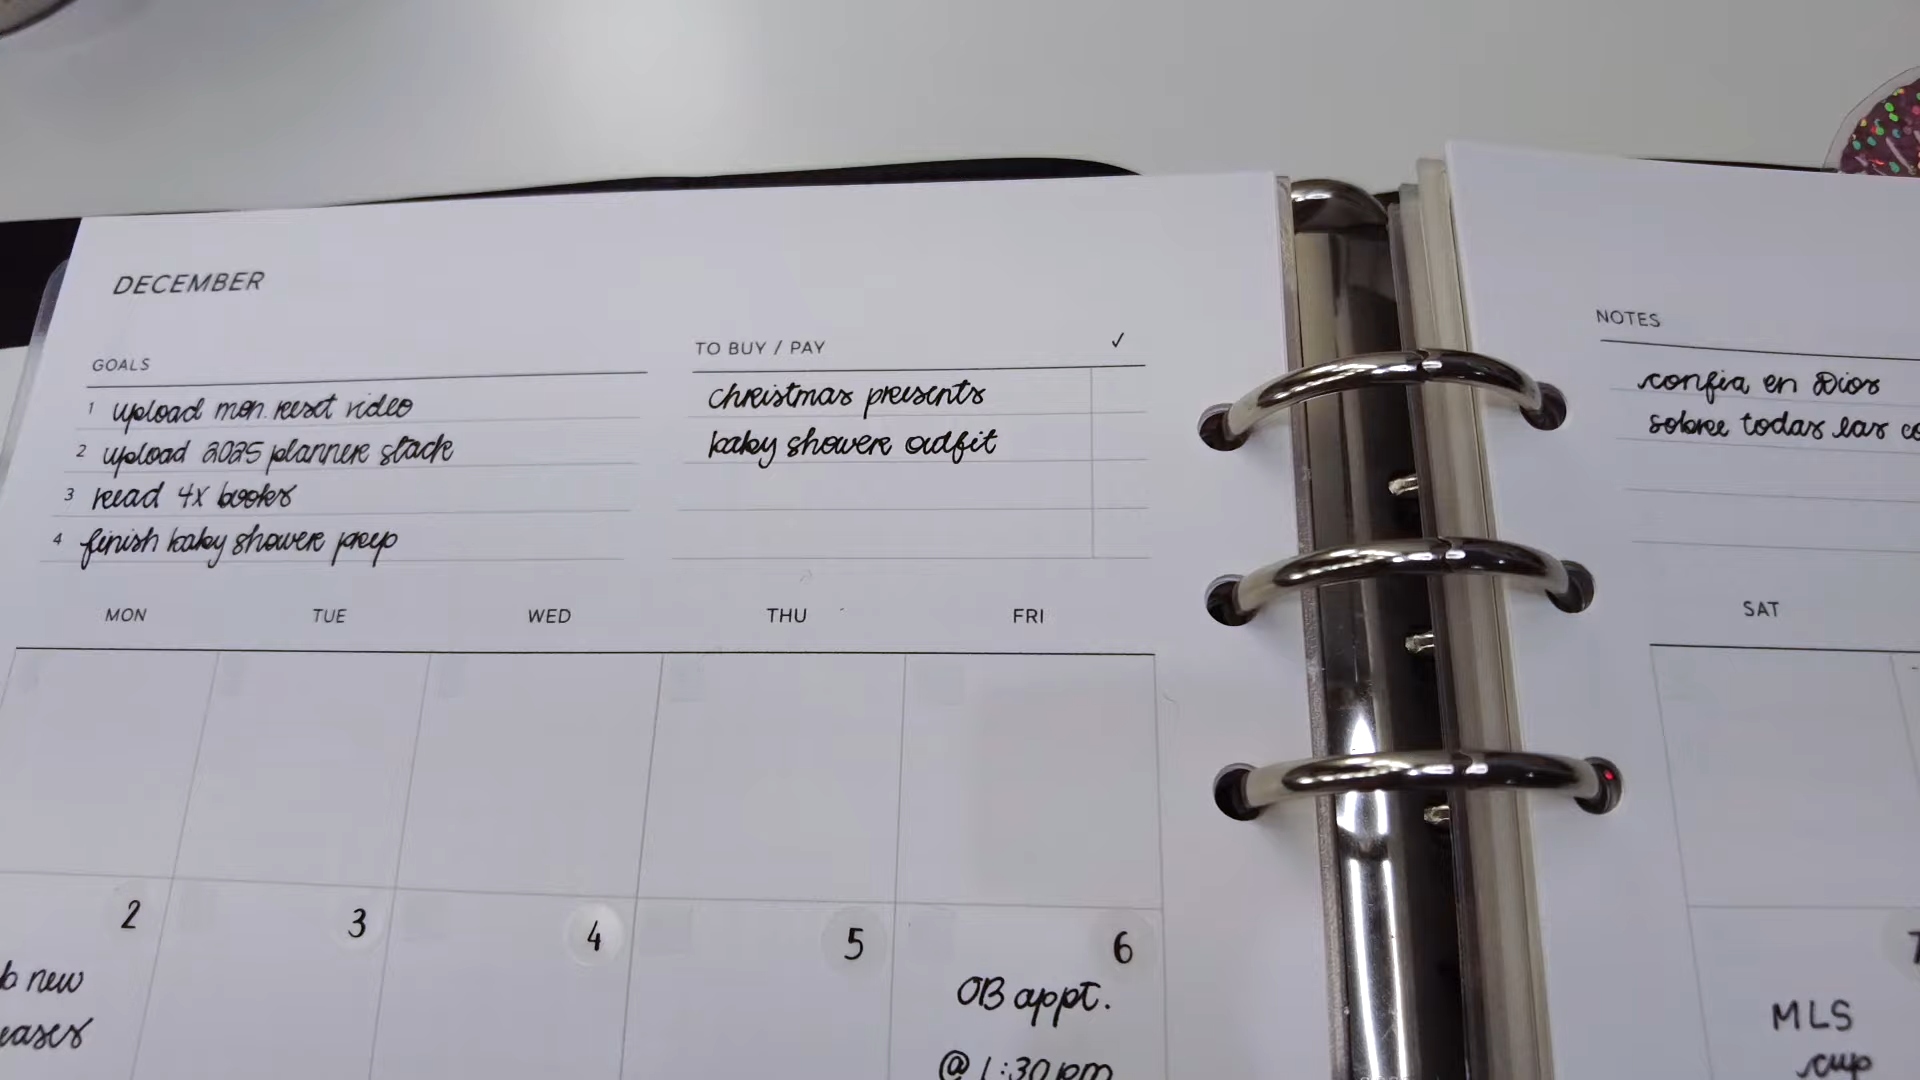 DECEMBER
GOALS
1 upload mon. reset video
2 upload 2025 planner stack
3 read 4x books
4 finish baby shower prep
TO BUY / PAY ✓
christmas presents
baby shower outfit
NOTES
confia en Dios
sobre todas las
MON TUE WED THU FRI SAT
2 3 4 5 6 7
new
OB appt.
@ 1:30 pm
MLS
cup